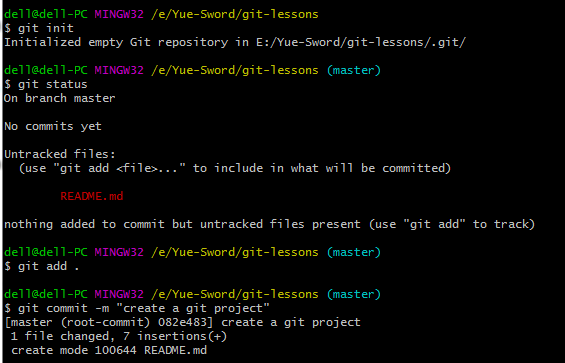 dell@dell-PC MINGW32 /e/Yue-Sword/git-lessons
$ git init
Initialized empty Git repository in E:/Yue-Sword/git-lessons/.git/
dell@dell-PC MINGW32 /e/Yue-Sword/git-lessons (master)
$ git status
On branch master
No commits yet
Untracked files:
  (use "git add <file>..." to include in what will be committed)
        README.md
nothing added to commit but untracked files present (use "git add" to track)
dell@dell-PC MINGW32 /e/Yue-Sword/git-lessons (master)
$ git add .
dell@dell-PC MINGW32 /e/Yue-Sword/git-lessons (master)
$ git commit -m "create a git project"
[master (root-commit) 082e483] create a git project
 1 file changed, 7 insertions(+)
 create mode 100644 README.md